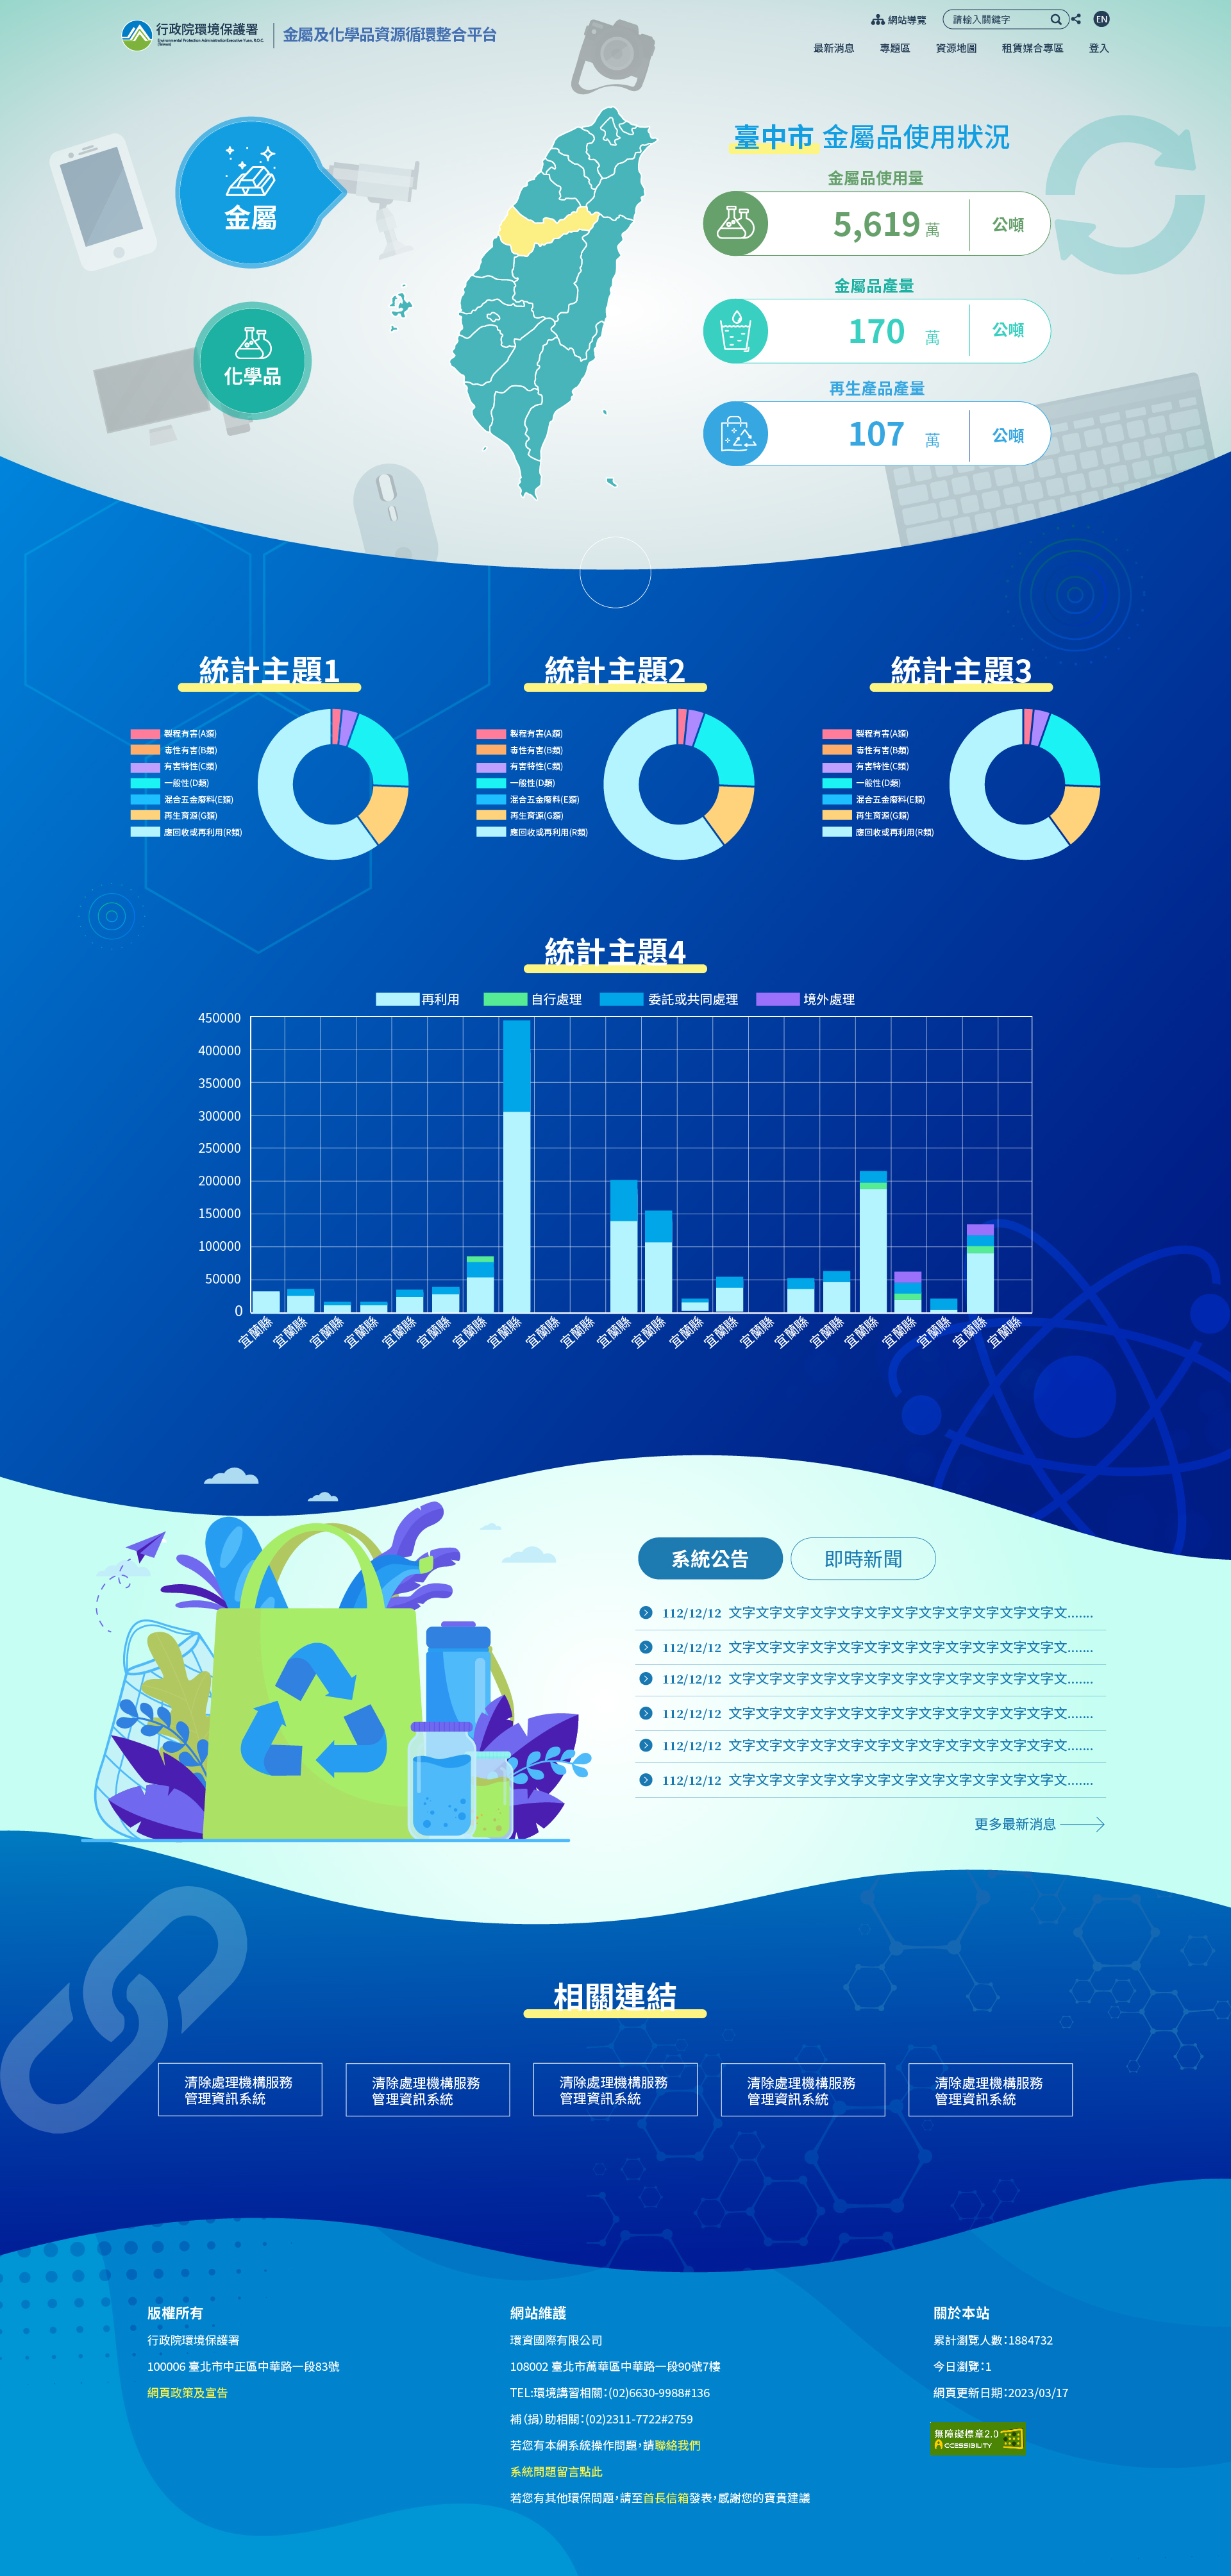 行政院環境保護署
Environmental Protection Administration Executive Yuan, R.O.C.
(Taiwan)
金屬及化學品資源循環整合平台
網站導覽
請輸入關鍵字
EN
最新消息
專題區
資源地圖
租賃媒合專區
登入
金屬
化學品
臺中市 金屬品使用狀況
金屬品使用量
5,619 萬 公噸
金屬品產量
170 萬 公噸
再生產品產量
107 萬 公噸
統計主題1
製程有害(A類)
毒性有害(B類)
有害特性(C類)
一般性(D類)
混合五金廢料(E類)
再生育源(G類)
應回收或再利用(R類)
統計主題2
製程有害(A類)
毒性有害(B類)
有害特性(C類)
一般性(D類)
混合五金廢料(E類)
再生育源(G類)
應回收或再利用(R類)
統計主題3
製程有害(A類)
毒性有害(B類)
有害特性(C類)
一般性(D類)
混合五金廢料(E類)
再生育源(G類)
應回收或再利用(R類)
統計主題4
再利用 自行處理 委託或共同處理 境外處理
450000
400000
350000
300000
250000
200000
150000
100000
50000
0
宜蘭縣 宜蘭縣 宜蘭縣 宜蘭縣 宜蘭縣 宜蘭縣 宜蘭縣 宜蘭縣 宜蘭縣 宜蘭縣 宜蘭縣 宜蘭縣 宜蘭縣 宜蘭縣 宜蘭縣 宜蘭縣 宜蘭縣 宜蘭縣 宜蘭縣 宜蘭縣 宜蘭縣 宜蘭縣
系統公告
即時新聞
112/12/12 文字文字文字文字文字文字文字文字文字文字文字文字文.......
112/12/12 文字文字文字文字文字文字文字文字文字文字文字文字文.......
112/12/12 文字文字文字文字文字文字文字文字文字文字文字文字文.......
112/12/12 文字文字文字文字文字文字文字文字文字文字文字文字文.......
112/12/12 文字文字文字文字文字文字文字文字文字文字文字文字文.......
112/12/12 文字文字文字文字文字文字文字文字文字文字文字文字文.......
更多最新消息
相關連結
清除處理機構服務
管理資訊系統
清除處理機構服務
管理資訊系統
清除處理機構服務
管理資訊系統
清除處理機構服務
管理資訊系統
清除處理機構服務
管理資訊系統
版權所有
行政院環境保護署
100006 臺北市中正區中華路一段83號
網頁政策及宣告
網站維護
環資國際有限公司
108002 臺北市萬華區中華路一段90號7樓
TEL:環境講習相關：(02)6630-9988#136
補（捐）助相關：(02)2311-7722#2759
若您有本網系統操作問題，請聯絡我們
系統問題留言點此
若您有其他環保問題，請至首長信箱發表，感謝您的寶貴建議
關於本站
累計瀏覽人數：1884732
今日瀏覽：1
網頁更新日期：2023/03/17
無障礙標章2.0
ACCESSIBILITY